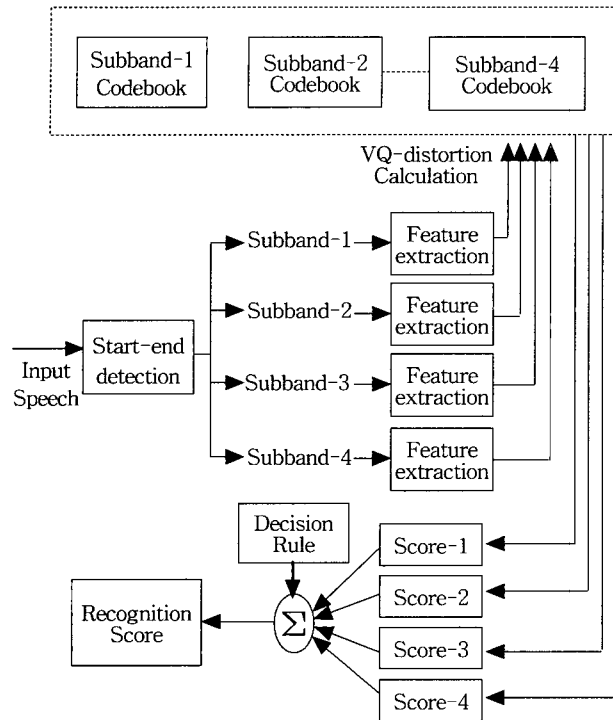 Subband-1
Codebook
Subband-2
Codebook
Subband-4
Codebook
VQ-distortion
Calculation
Subband-1
Feature
extraction
Subband-2
Feature
extraction
Input
Speech
Start-end
detection
Subband-3
Feature
extraction
Subband-4
Feature
extraction
Decision
Rule
Score-1
Score-2
Recognition
Score
Σ
Score-3
Score-4